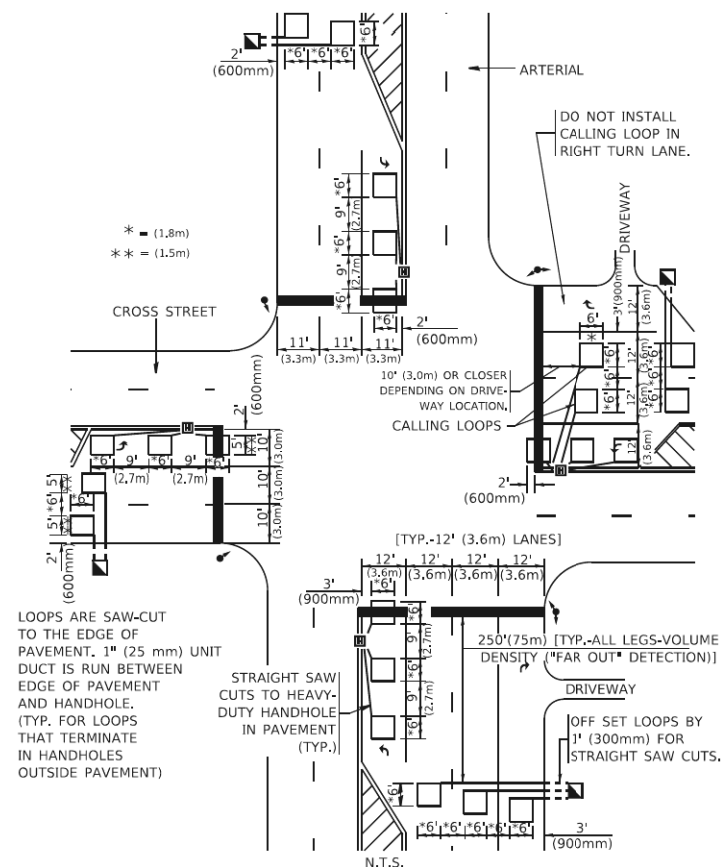 *6'
2'
(600mm)
*6' *6' *6'
ARTERIAL
DO NOT INSTALL
CALLING LOOP IN
RIGHT TURN LANE.
* = (1.8m)
** = (1.5m)
*6'
9'
(2.7m)
*6'
9'
(2.7m)
*6'
H
DRIVEWAY
CROSS STREET
*6'
2'
(600mm)
11' 11' 11'
(3.3m) (3.3m) (3.3m)
6'
*
3'(900mm)
12'
(3.6m)
12'
(3.6m)
12'
(3.6m)
*6'
*6'
*6'
*6'
*6'
*6'
10' (3.0m) OR CLOSER
DEPENDING ON DRIVE-
WAY LOCATION.
CALLING LOOPS
2'
(600mm)
H
*6' 9' *6' 9' *6'
(2.7m) (2.7m)
5'
**
10'
(3.0m)
10'
(3.0m)
10'
(3.0m)
H
2'
(600mm)
5'
**
*6'
*6'
5'
**
2'
(600mm)
[TYP.-12' (3.6m) LANES]
12' 12' 12' 12'
(3.6m) (3.6m) (3.6m) (3.6m)
*6'
3'
(900mm)
LOOPS ARE SAW-CUT
TO THE EDGE OF
PAVEMENT. 1" (25 mm) UNIT
DUCT IS RUN BETWEEN
EDGE OF PAVEMENT
AND HANDHOLE.
(TYP. FOR LOOPS
THAT TERMINATE
IN HANDHOLES
OUTSIDE PAVEMENT)
H
*6'
9'
(2.7m)
*6'
9'
(2.7m)
*6'
250'(75m) [TYP.-ALL LEGS-VOLUME
DENSITY ("FAR OUT" DETECTION)]
STRAIGHT SAW
CUTS TO HEAVY-
DUTY HANDHOLE
IN PAVEMENT
(TYP.)
DRIVEWAY
OFF SET LOOPS BY
1' (300mm) FOR
STRAIGHT SAW CUTS.
*6'
*6' *6' *6' *6' *6'
3'
(900mm)
N.T.S.